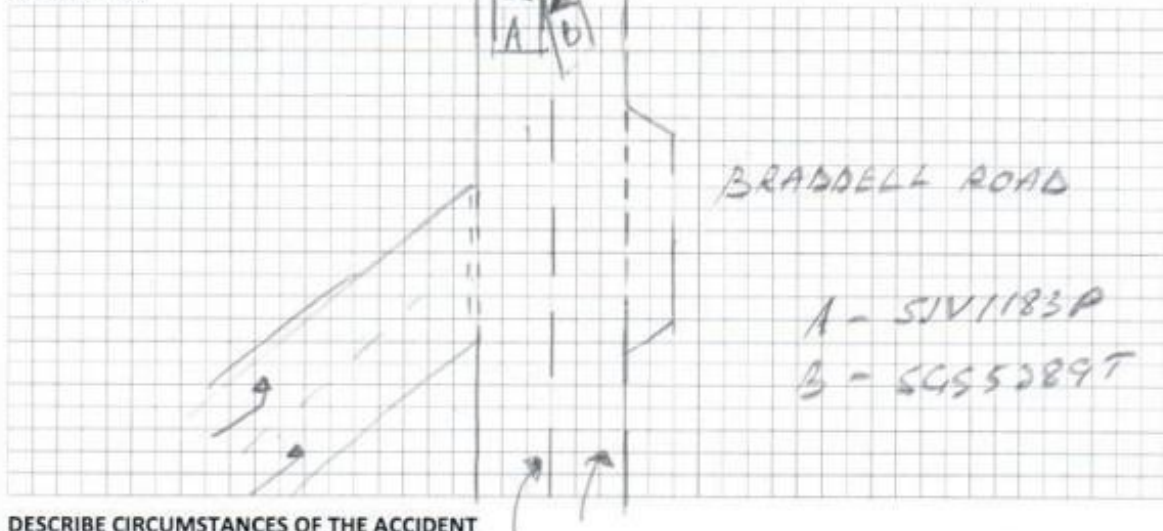 A B
BRADDELL ROAD
A - SJV1183P
B - SGS5289T
DESCRIBE CIRCUMSTANCES OF THE ACCIDENT